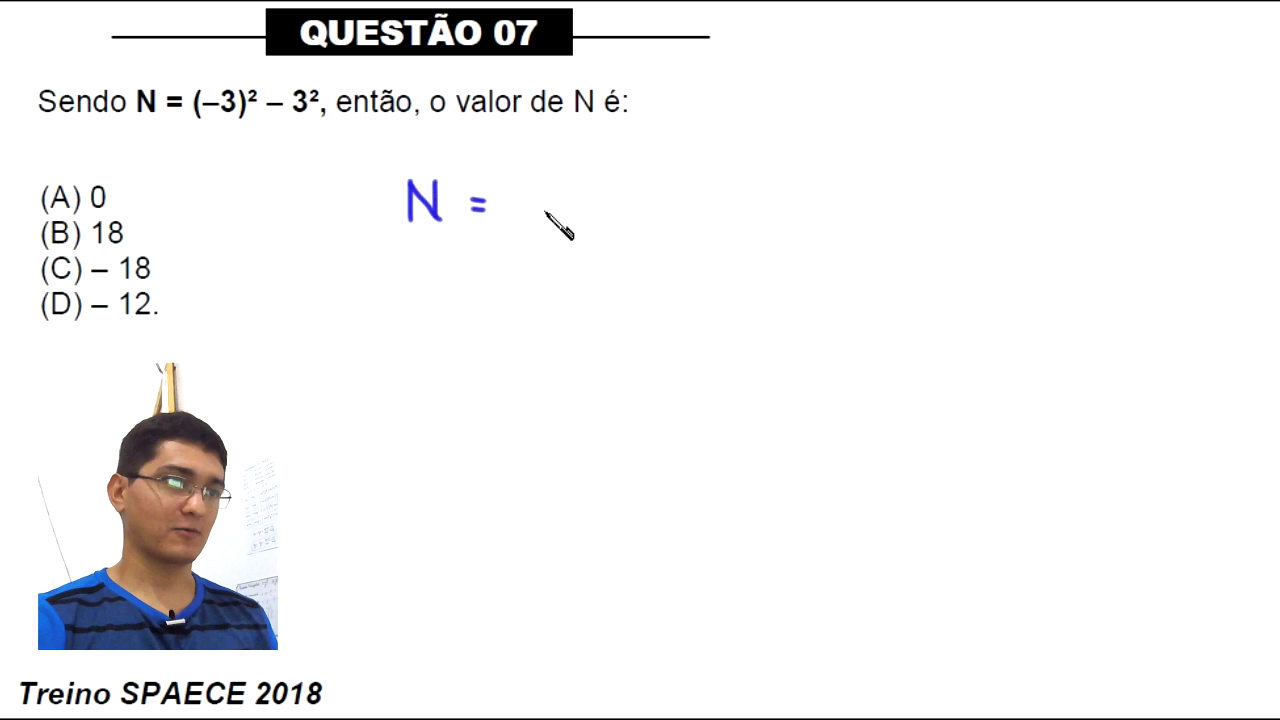 QUESTÃO 07
Sendo N = (–3)² – 3², então, o valor de N é:
(A) 0
(B) 18
(C) – 18
(D) – 12.
N =
Treino SPAECE 2018